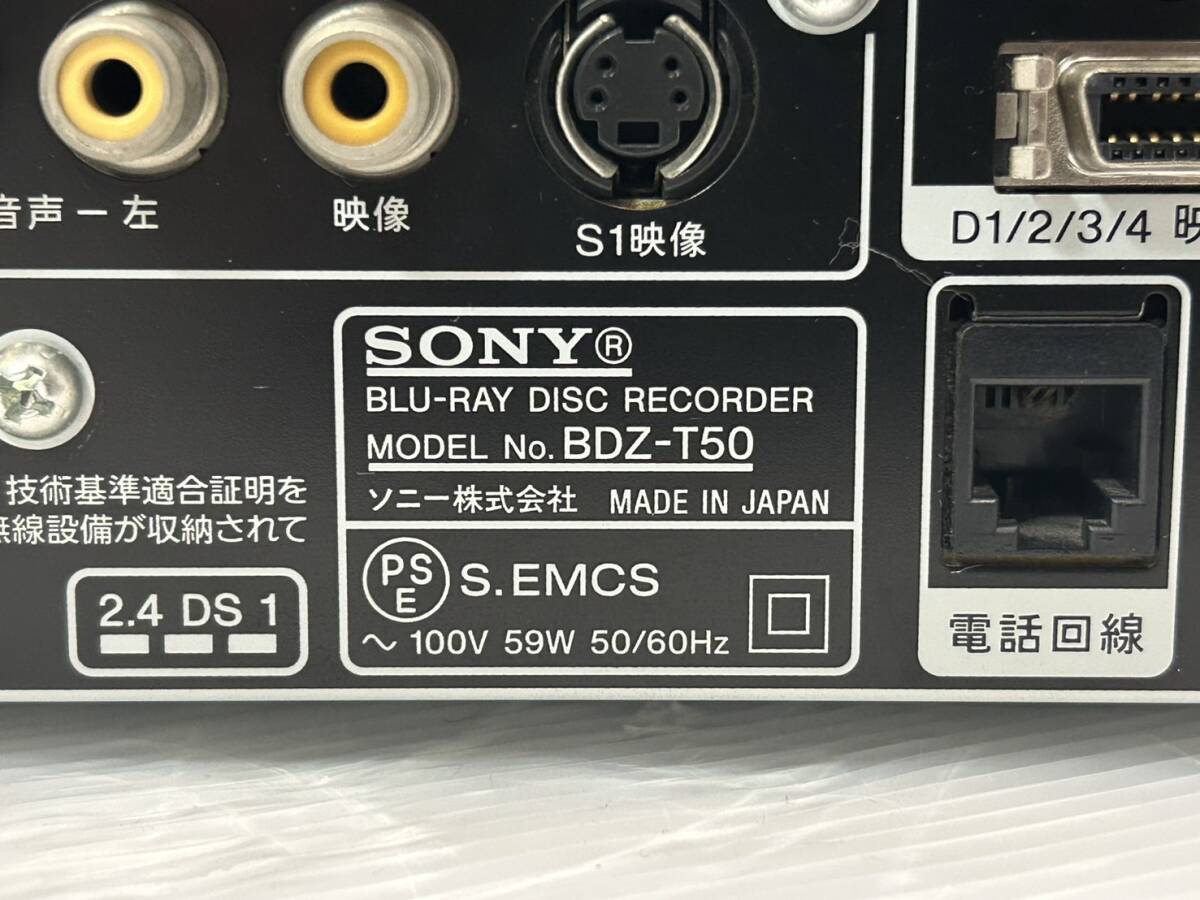 音声－左
映像
S1映像
D1/2/3/4 映
SONY®
BLU-RAY DISC RECORDER
MODEL No. BDZ-T50
ソニー株式会社 MADE IN JAPAN
PSE S.EMCS
～ 100V 59W 50/60Hz
技術基準適合証明を
無線設備が収納されて
2.4 DS 1
電話回線